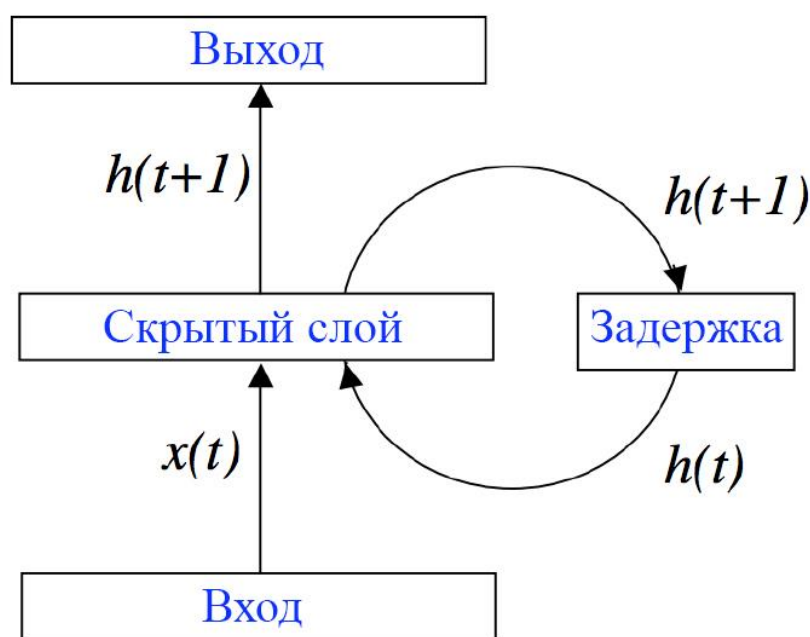 Выход
h(t+1)
h(t+1)
Скрытый слой
Задержка
x(t)
h(t)
Вход